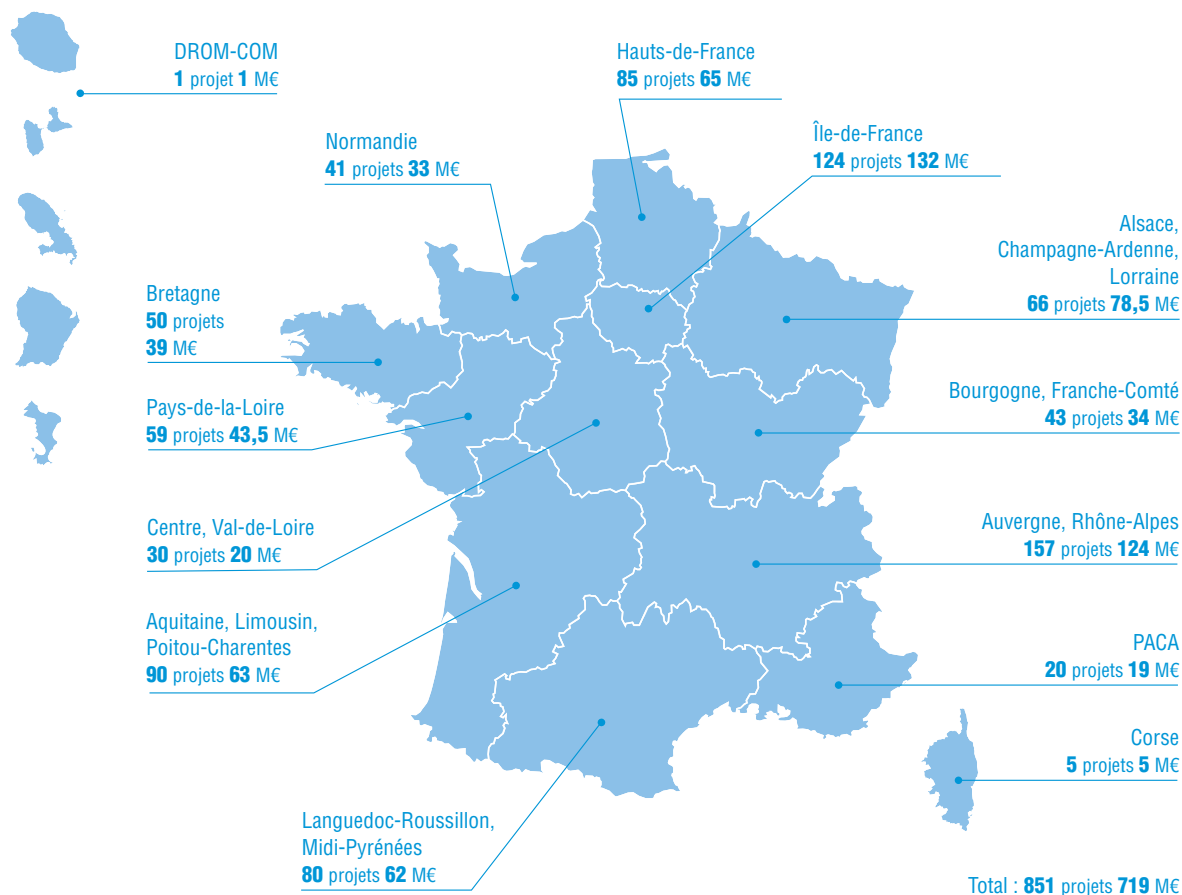 DROM-COM
1 projet 1 M€
Hauts-de-France
85 projets 65 M€
Normandie
41 projets 33 M€
Île-de-France
124 projets 132 M€
Alsace,
Champagne-Ardenne,
Lorraine
66 projets 78,5 M€
Bretagne
50 projets
39 M€
Bourgogne, Franche-Comté
43 projets 34 M€
Pays-de-la-Loire
59 projets 43,5 M€
Centre, Val-de-Loire
30 projets 20 M€
Auvergne, Rhône-Alpes
157 projets 124 M€
Aquitaine, Limousin,
Poitou-Charentes
90 projets 63 M€
PACA
20 projets 19 M€
Corse
5 projets 5 M€
Languedoc-Roussillon,
Midi-Pyrénées
80 projets 62 M€
Total : 851 projets 719 M€